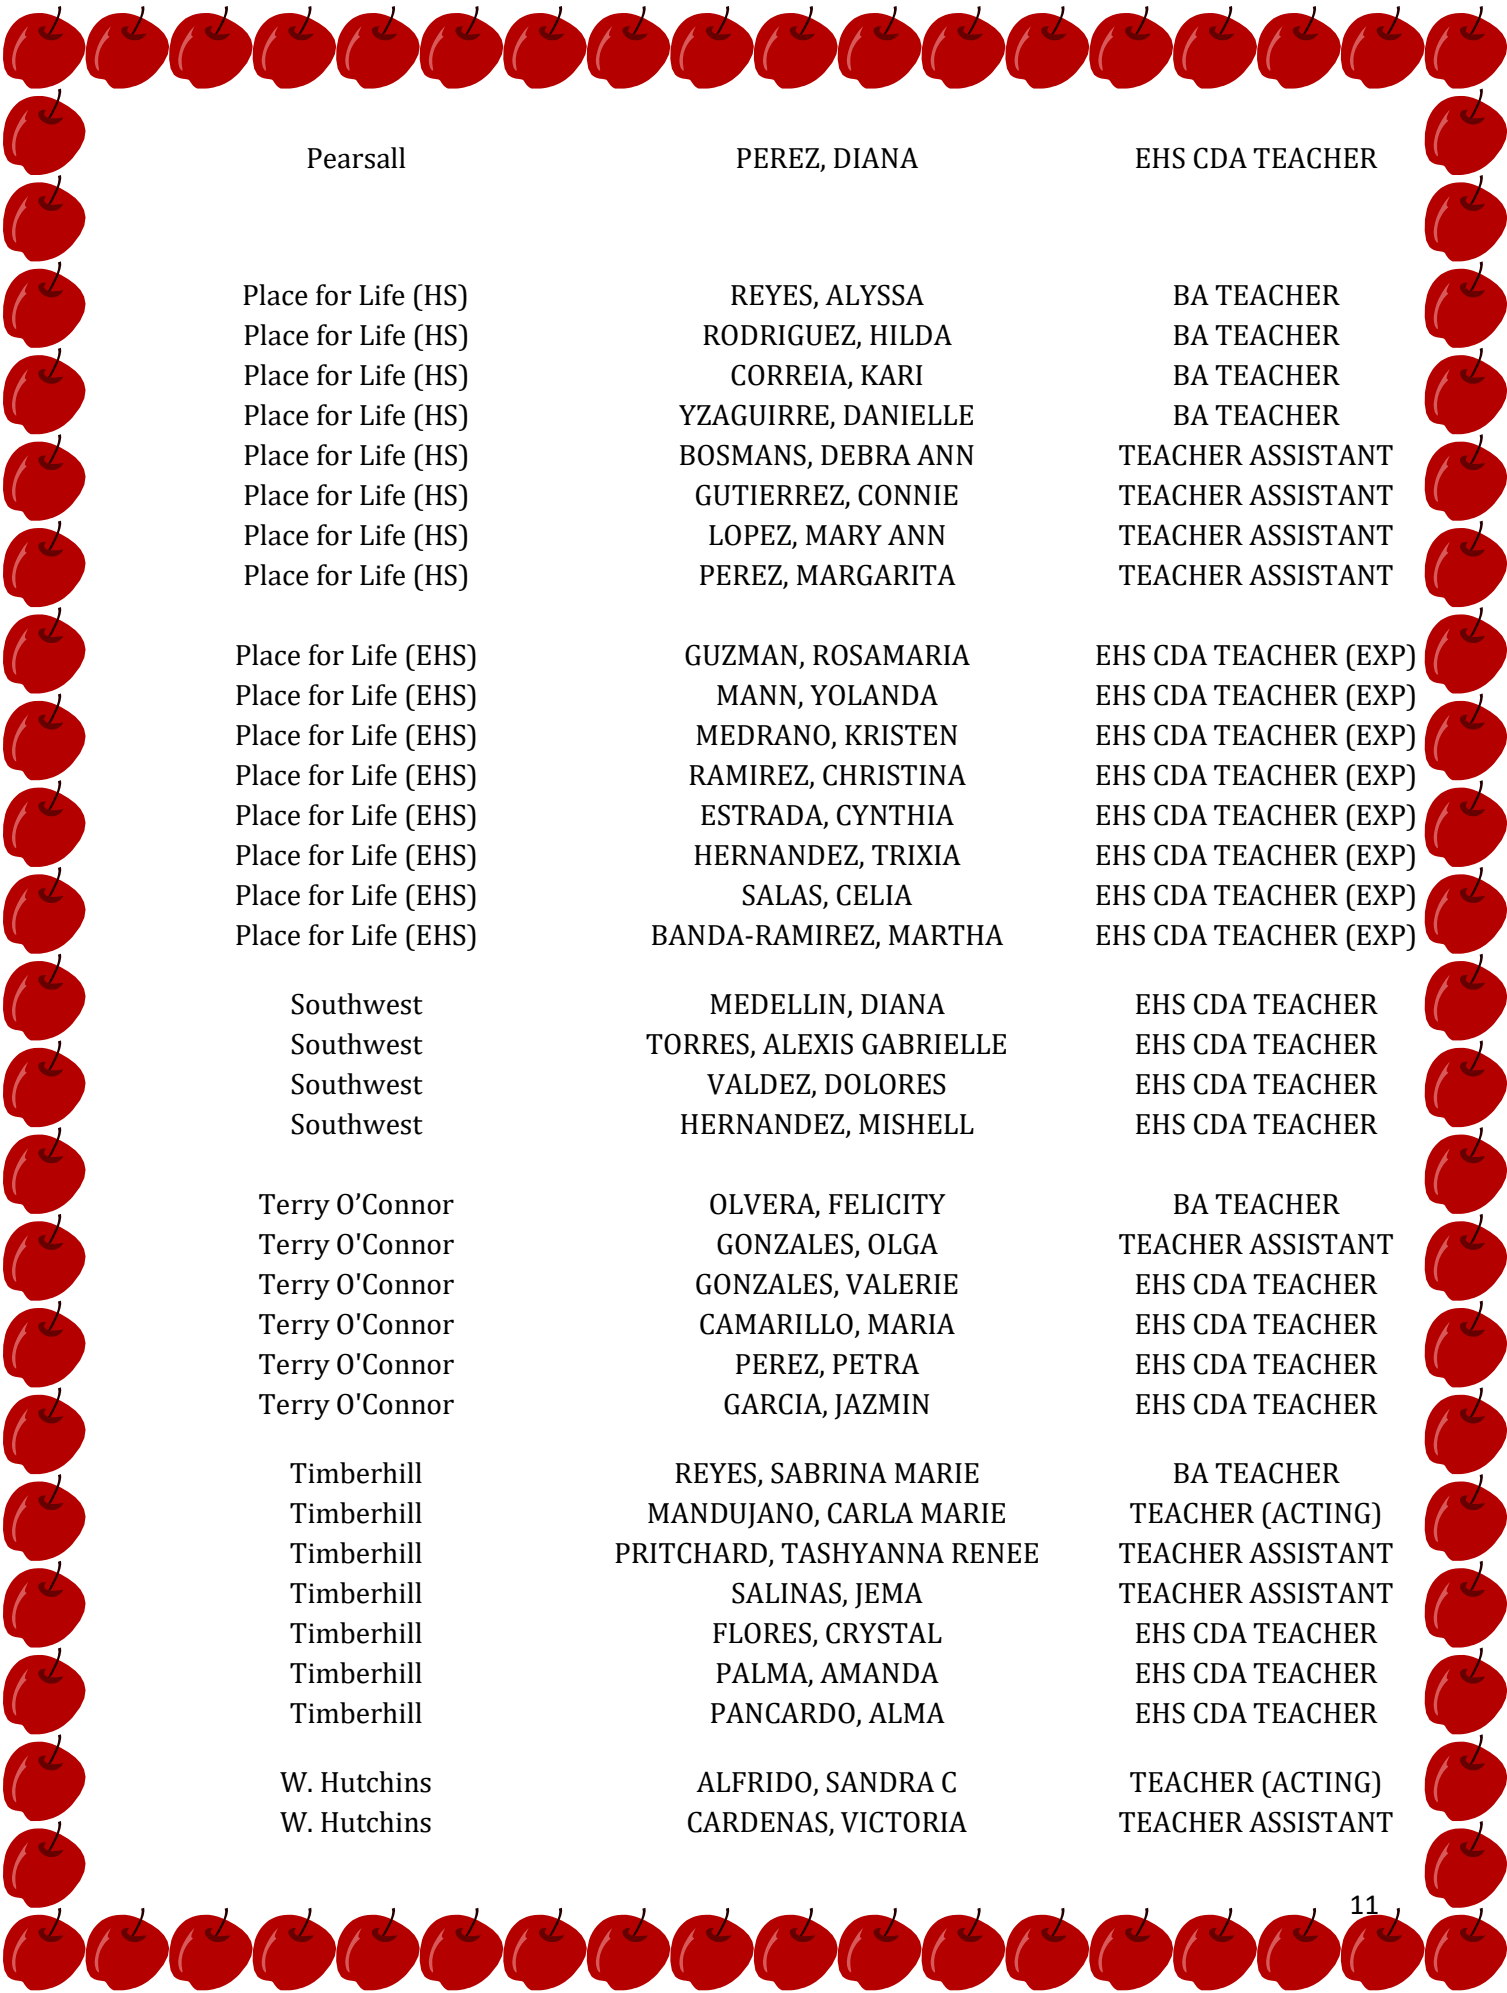 Pearsall PEREZ, DIANA EHS CDA TEACHER
Place for Life (HS) REYES, ALYSSA BA TEACHER
Place for Life (HS) RODRIGUEZ, HILDA BA TEACHER
Place for Life (HS) CORREIA, KARI BA TEACHER
Place for Life (HS) YZAGUIRRE, DANIELLE BA TEACHER
Place for Life (HS) BOSMANS, DEBRA ANN TEACHER ASSISTANT
Place for Life (HS) GUTIERREZ, CONNIE TEACHER ASSISTANT
Place for Life (HS) LOPEZ, MARY ANN TEACHER ASSISTANT
Place for Life (HS) PEREZ, MARGARITA TEACHER ASSISTANT
Place for Life (EHS) GUZMAN, ROSAMARIA EHS CDA TEACHER (EXP)
Place for Life (EHS) MANN, YOLANDA EHS CDA TEACHER (EXP)
Place for Life (EHS) MEDRANO, KRISTEN EHS CDA TEACHER (EXP)
Place for Life (EHS) RAMIREZ, CHRISTINA EHS CDA TEACHER (EXP)
Place for Life (EHS) ESTRADA, CYNTHIA EHS CDA TEACHER (EXP)
Place for Life (EHS) HERNANDEZ, TRIXIA EHS CDA TEACHER (EXP)
Place for Life (EHS) SALAS, CELIA EHS CDA TEACHER (EXP)
Place for Life (EHS) BANDA-RAMIREZ, MARTHA EHS CDA TEACHER (EXP)
Southwest MEDELLIN, DIANA EHS CDA TEACHER
Southwest TORRES, ALEXIS GABRIELLE EHS CDA TEACHER
Southwest VALDEZ, DOLORES EHS CDA TEACHER
Southwest HERNANDEZ, MISHELL EHS CDA TEACHER
Terry O’Connor OLVERA, FELICITY BA TEACHER
Terry O'Connor GONZALES, OLGA TEACHER ASSISTANT
Terry O'Connor GONZALES, VALERIE EHS CDA TEACHER
Terry O'Connor CAMARILLO, MARIA EHS CDA TEACHER
Terry O'Connor PEREZ, PETRA EHS CDA TEACHER
Terry O'Connor GARCIA, JAZMIN EHS CDA TEACHER
Timberhill REYES, SABRINA MARIE BA TEACHER
Timberhill MANDUJANO, CARLA MARIE TEACHER (ACTING)
Timberhill PRITCHARD, TASHYANNA RENEE TEACHER ASSISTANT
Timberhill SALINAS, JEMA TEACHER ASSISTANT
Timberhill FLORES, CRYSTAL EHS CDA TEACHER
Timberhill PALMA, AMANDA EHS CDA TEACHER
Timberhill PANCARDO, ALMA EHS CDA TEACHER
W. Hutchins ALFRIDO, SANDRA C TEACHER (ACTING)
W. Hutchins CARDENAS, VICTORIA TEACHER ASSISTANT
11